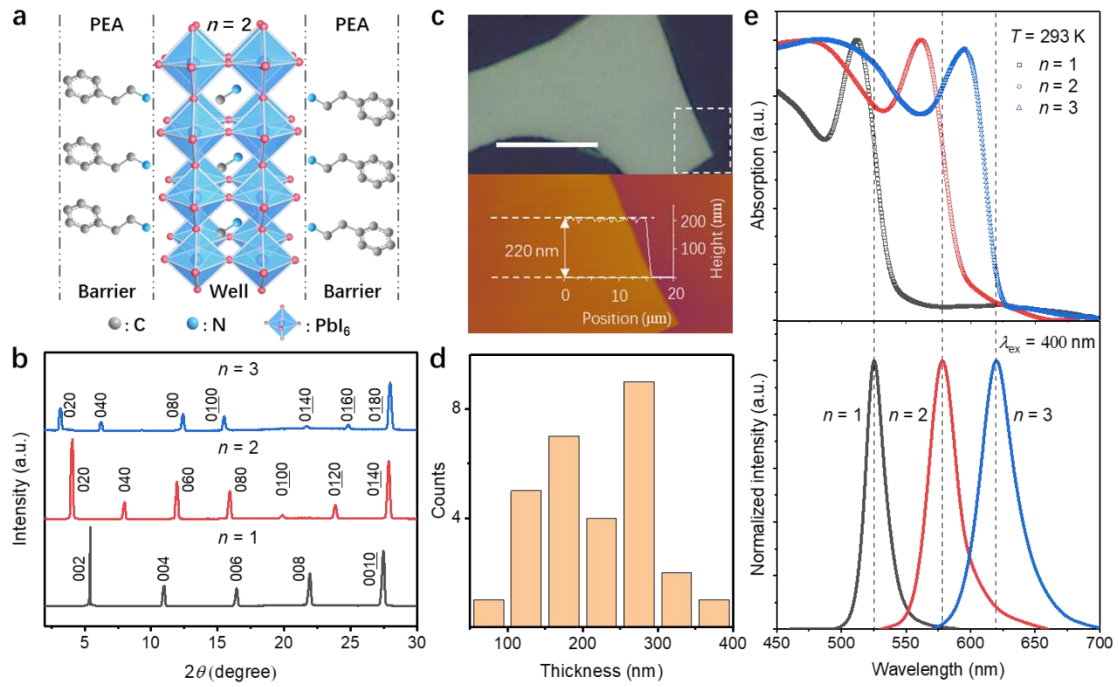 a
PEA
n = 2
PEA
Barrier
Well
Barrier
: C
: N
: PbI6
b
Intensity (a.u.)
n = 3
020
040
080
0100
0140
0160
0180
n = 2
020
040
060
080
0100
0120
0140
n = 1
002
004
006
008
0010
5
10
15
20
25
30
2θ (degree)
c
220 nm
200
100
Height (nm)
0
10
20
Position (μm)
d
Counts
8
4
100
200
300
400
Thickness (nm)
e
Absorption (a.u.)
T = 293 K
n = 1
n = 2
n = 3
Normalized intensity (a.u.)
λex = 400 nm
n = 1
n = 2
n = 3
450
500
550
600
650
700
Wavelength (nm)